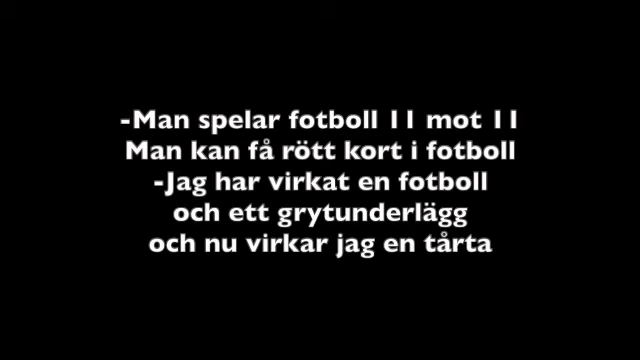 -Man spelar fotboll 11 mot 11
Man kan få rött kort i fotboll
-Jag har virkat en fotboll
och ett grytunderlägg
och nu virkar jag en tårta